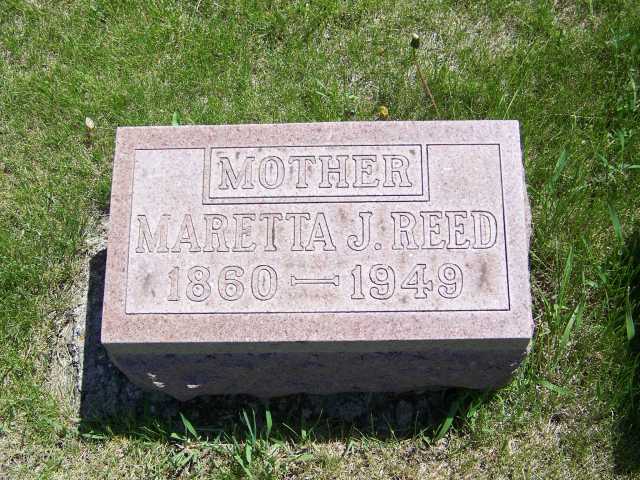 MOTHER
MARETTA J. REED
1860 — 1949